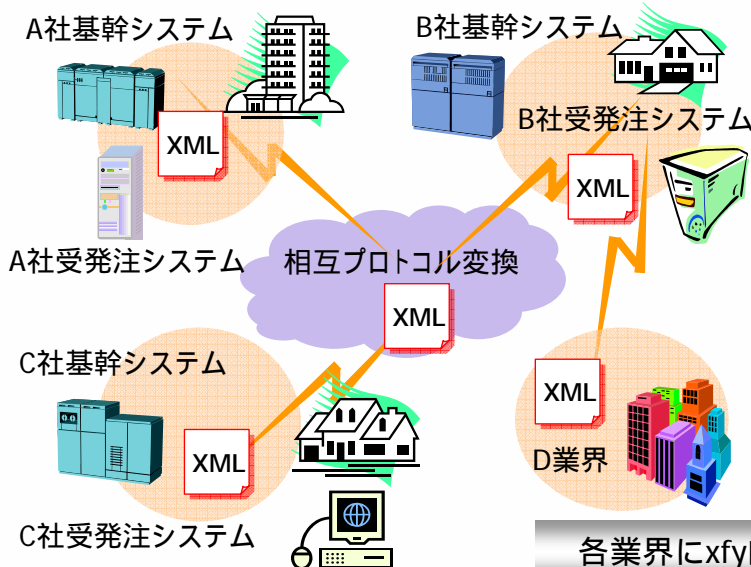 A社基幹システム
B社基幹システム
XML
B社受発注システム
XML
A社受発注システム
相互プロトコル変換
XML
C社基幹システム
XML
D業界
XML
C社受発注システム
各業界にxfy